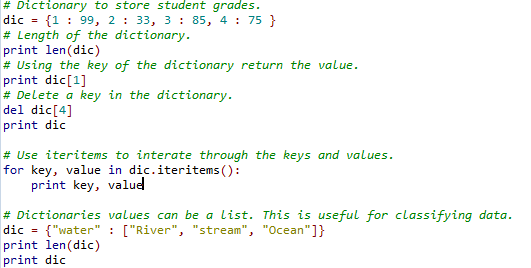 # Dictionary to store student grades.
dic = {1 : 99, 2 : 33, 3 : 85, 4 : 75 }
# Length of the dictionary.
print len(dic)
# Using the key of the dictionary return the value.
print dic[1]
# Delete a key in the dictionary.
del dic[4]
print dic
# Use iteritems to interate through the keys and values.
for key, value in dic.iteritems():
    print key, value
# Dictionaries values can be a list. This is useful for classifying data.
dic = {"water" : ["River", "stream", "Ocean"]}
print len(dic)
print dic